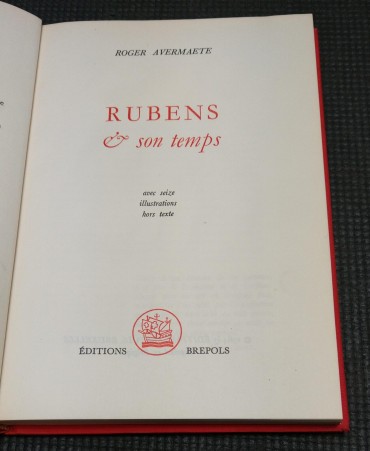 ROGER AVERMAETE
RUBENS
& son temps
avec seize
illustrations
hors texte
ÉDITIONS BREPOLS